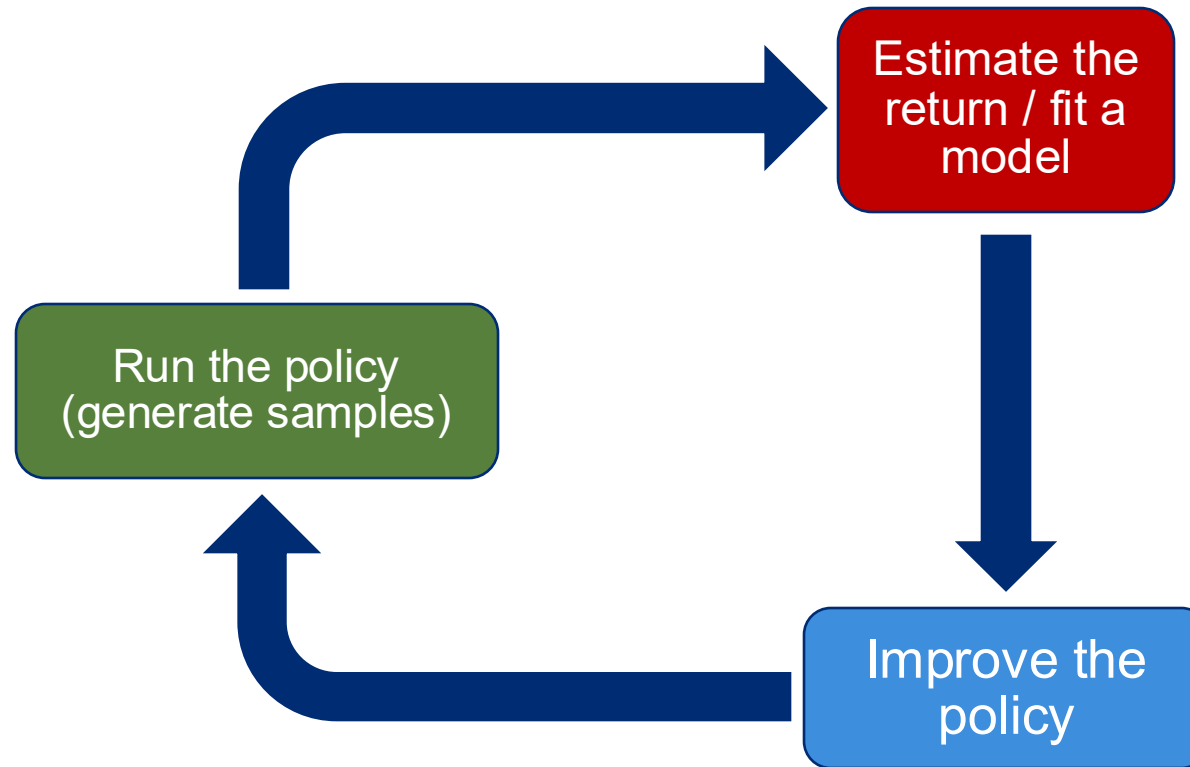 Estimate the
return / fit a
model
Run the policy
(generate samples)
Improve the
policy